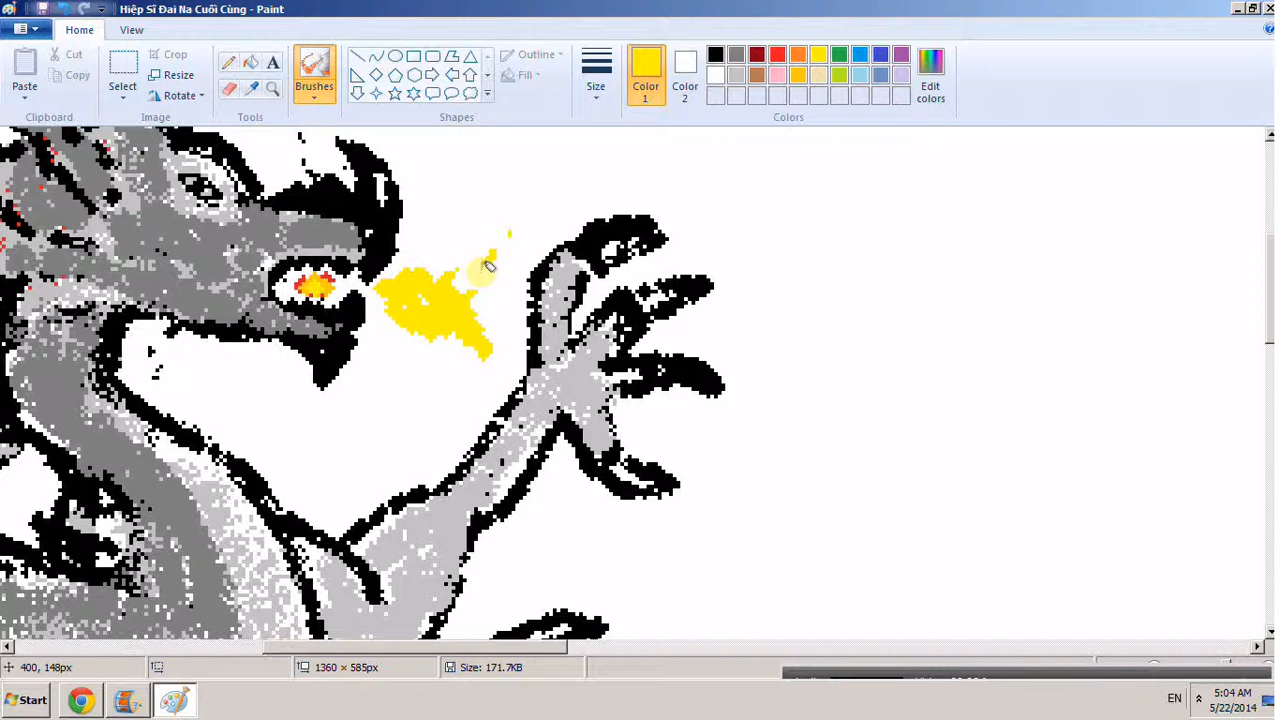 Hiệp Sĩ Đai Na Cuối Cùng - Paint
Home
View
Paste
Cut
Copy
Clipboard
Select
Crop
Resize
Rotate
Image
A
Tools
Brushes
Outline
Fill
Shapes
Size
Color
1
Color
2
Edit
colors
Colors
400, 148px
1360 × 585px
Size: 171.7KB
Start
EN
5:04 AM
5/22/2014